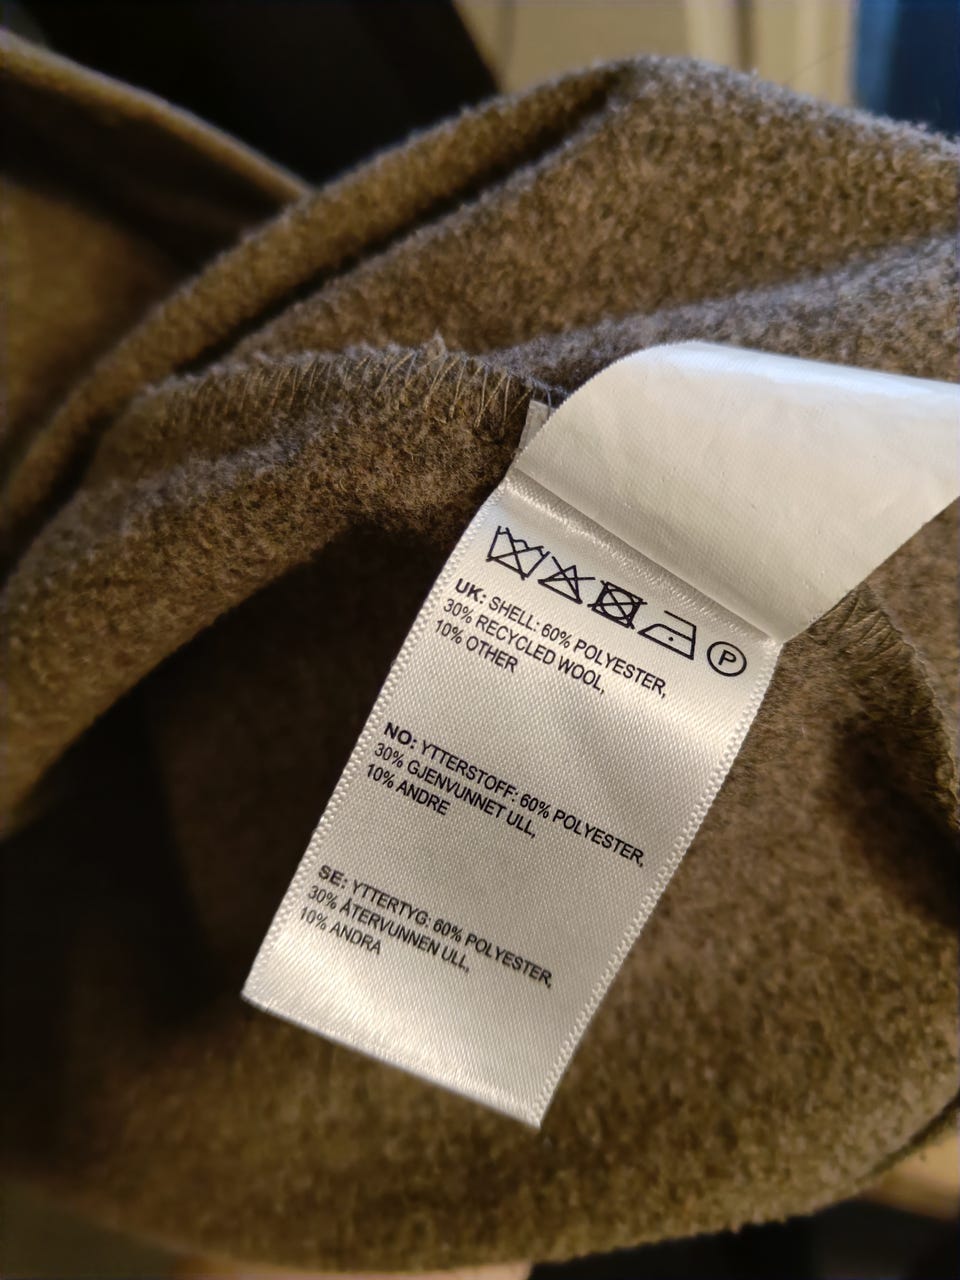 P
UK: SHELL: 60% POLYESTER,
30% RECYCLED WOOL,
10% OTHER
NO: YTTERSTOFF: 60% POLYESTER,
30% GJENVUNNET ULL,
10% ANDRE
SE: YTTERTYG: 60% POLYESTER,
30% ÅTERVUNNEN ULL,
10% ANDRA